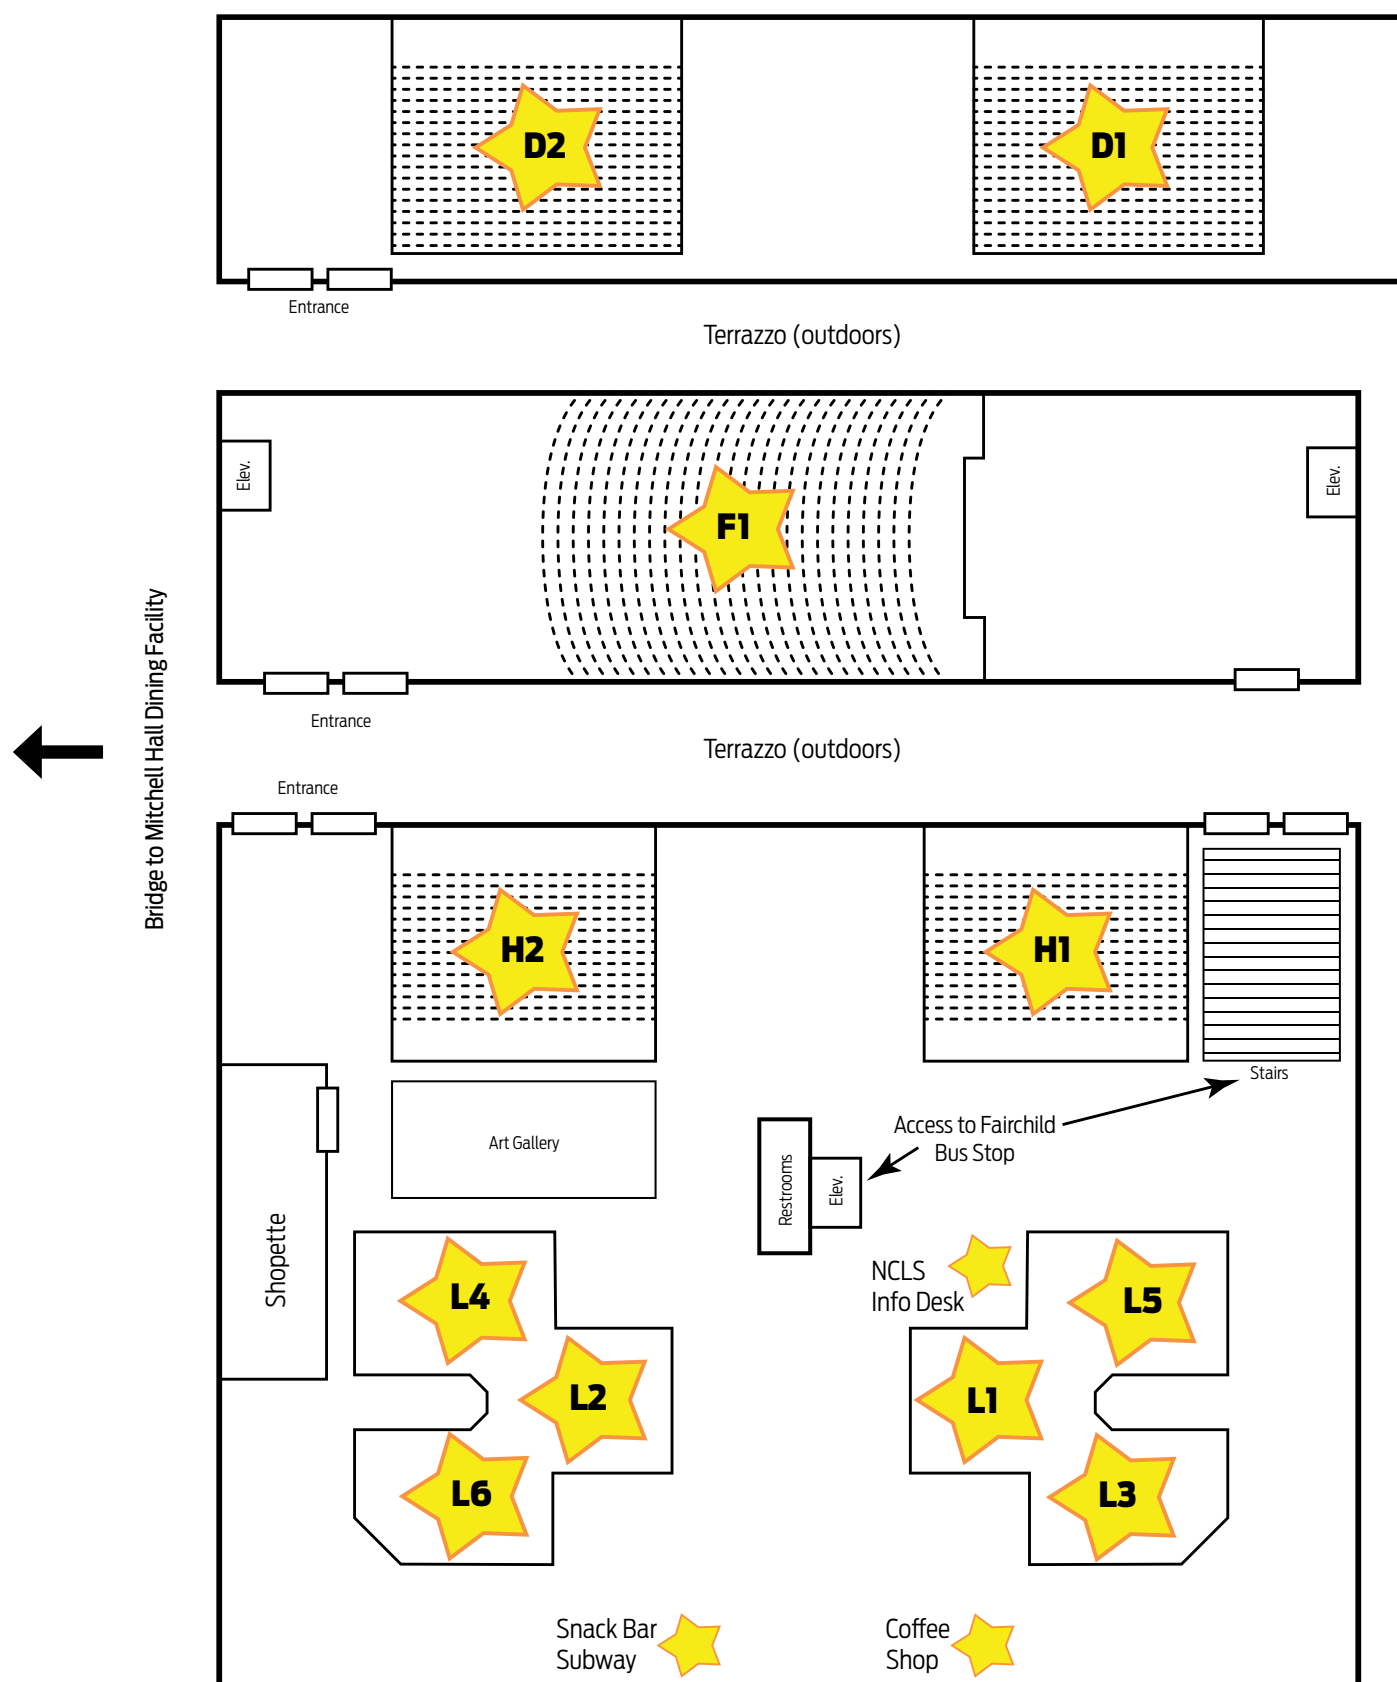 D2
D1
Entrance
Terrazzo (outdoors)
Elev.
F1
Elev.
Bridge to Mitchell Hall Dining Facility
Entrance
Terrazzo (outdoors)
Entrance
H2
H1
Stairs
Art Gallery
Access to Fairchild
Bus Stop
Restrooms
Elev.
Shopette
NCLS
Info Desk
L4
L5
L2
L1
L6
L3
Snack Bar
Subway
Coffee
Shop